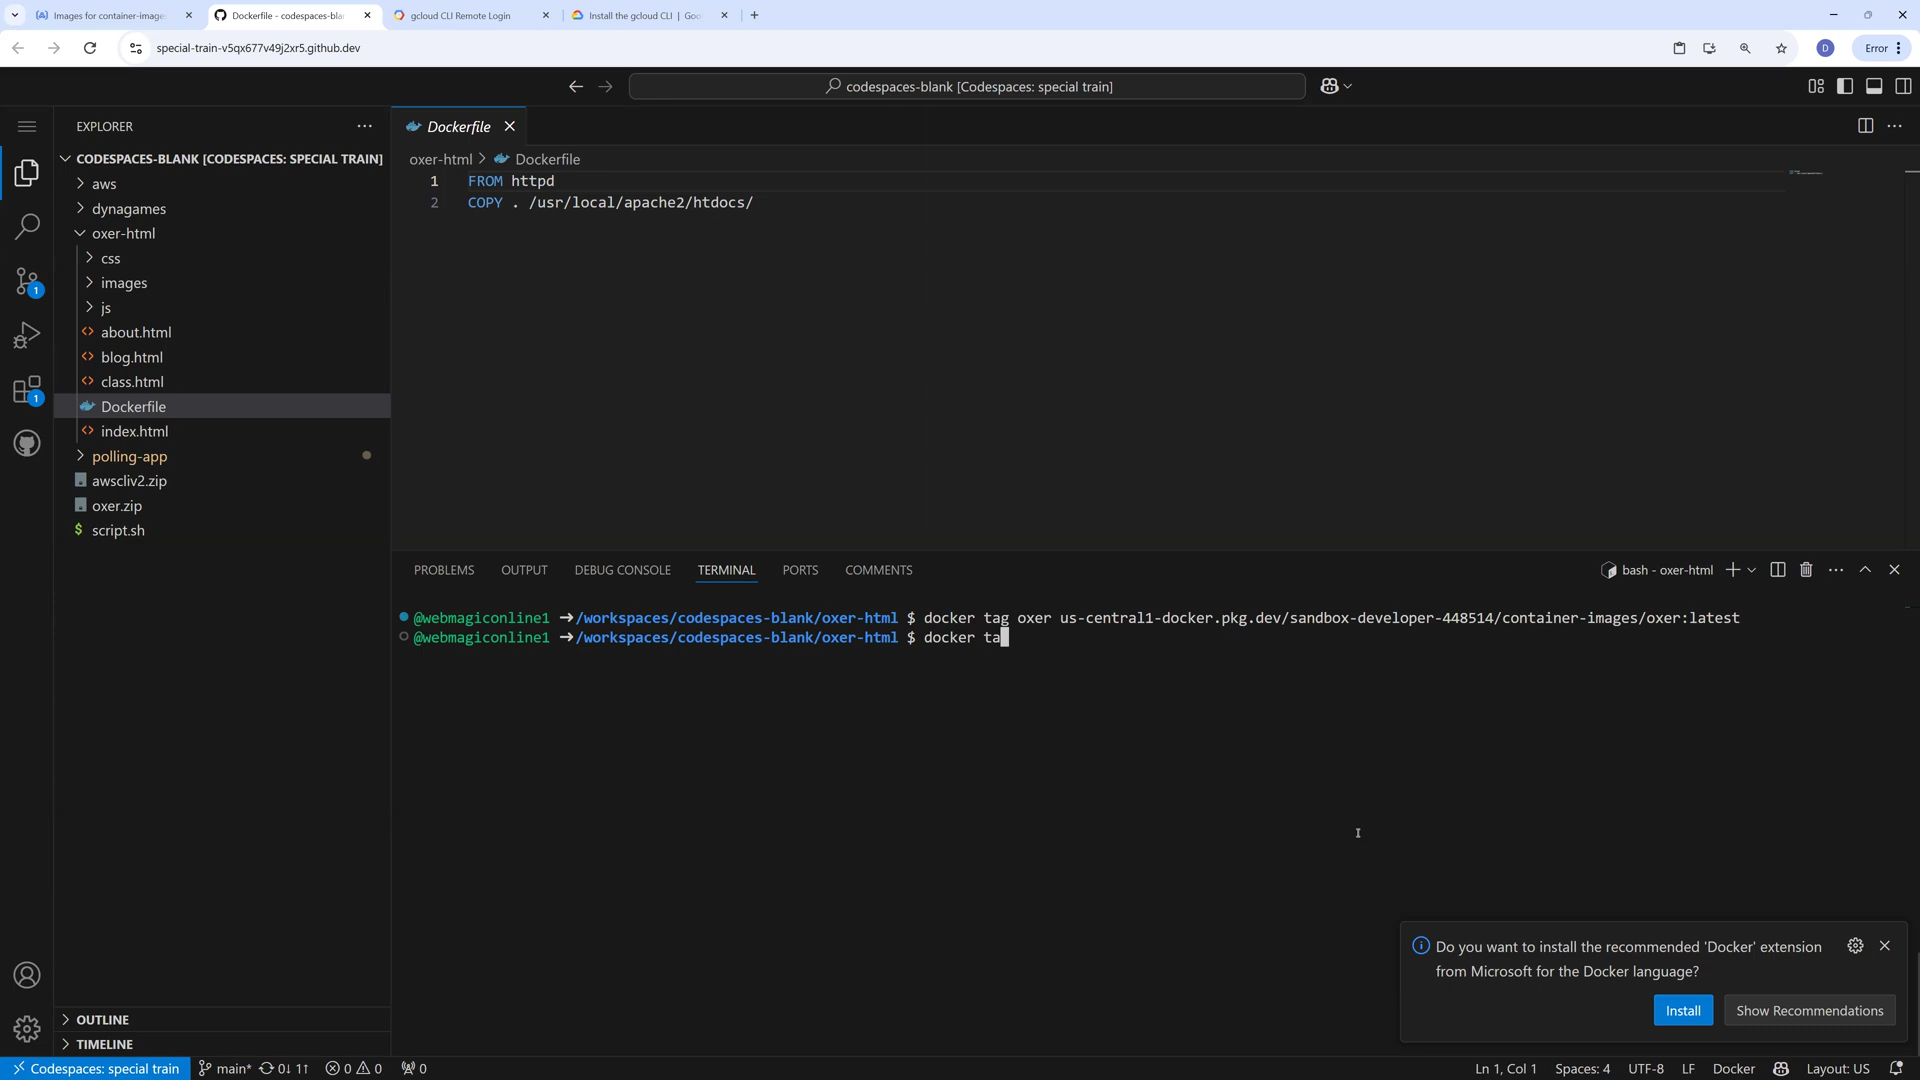 Images for container-image
Dockerfile - codespaces-bla
gcloud CLI Remote Login
Install the gcloud CLI | Goo
special-train-v5qx677v49j2xr5.github.dev
D
Error
codespaces-blank [Codespaces: special train]
EXPLORER
CODESPACES-BLANK [CODESPACES: SPECIAL TRAIN]
aws
dynagames
oxer-html
css
images
js
about.html
blog.html
class.html
Dockerfile
index.html
polling-app
awscliv2.zip
oxer.zip
$ script.sh
1
1
OUTLINE
TIMELINE
Dockerfile
oxer-html > Dockerfile
1 FROM httpd
2 COPY . /usr/local/apache2/htdocs/
PROBLEMS OUTPUT DEBUG CONSOLE TERMINAL PORTS COMMENTS
bash - oxer-html
@webmagiconline1 ➜/workspaces/codespaces-blank/oxer-html $ docker tag oxer us-central1-docker.pkg.dev/sandbox-developer-448514/container-images/oxer:latest
@webmagiconline1 ➜/workspaces/codespaces-blank/oxer-html $ docker ta
Do you want to install the recommended 'Docker' extension
from Microsoft for the Docker language?
Install
Show Recommendations
Codespaces: special train main* 0↓ 1↑ 0 0 0
Ln 1, Col 1 Spaces: 4 UTF-8 LF Docker Layout: US